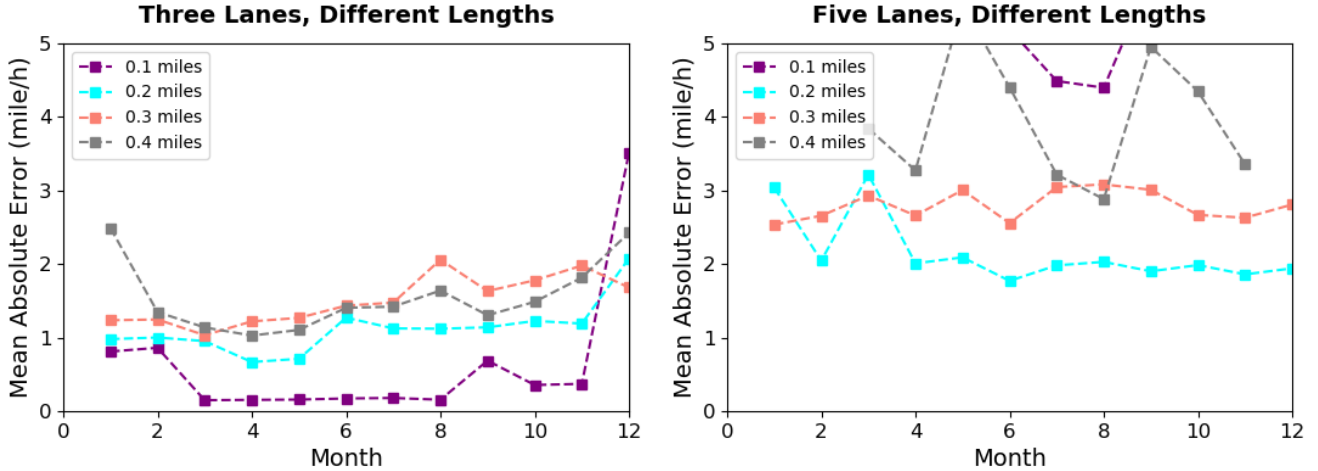 Three Lanes, Different Lengths
Mean Absolute Error (mile/h)
5
4
3
2
1
0
0.1 miles
0.2 miles
0.3 miles
0.4 miles
0 2 4 6 8 10 12
Month
Five Lanes, Different Lengths
Mean Absolute Error (mile/h)
5
4
3
2
1
0
0.1 miles
0.2 miles
0.3 miles
0.4 miles
0 2 4 6 8 10 12
Month